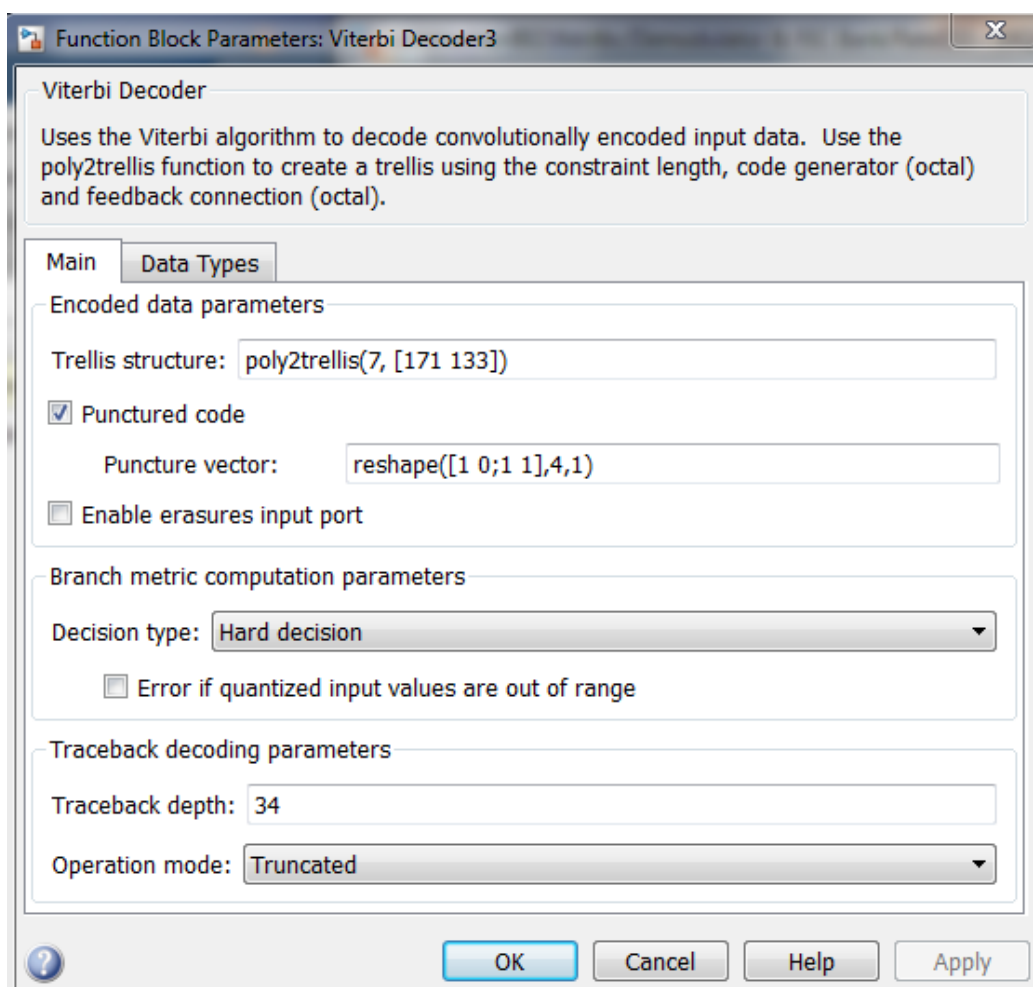 Function Block Parameters: Viterbi Decoder3
Viterbi Decoder
Uses the Viterbi algorithm to decode convolutionally encoded input data.  Use the
poly2trellis function to create a trellis using the constraint length, code generator (octal)
and feedback connection (octal).
Main
Data Types
Encoded data parameters
Trellis structure: poly2trellis(7, [171 133])
Punctured code
Puncture vector: reshape([1 0;1 1],4,1)
Enable erasures input port
Branch metric computation parameters
Decision type: Hard decision
Error if quantized input values are out of range
Traceback decoding parameters
Traceback depth: 34
Operation mode: Truncated
OK
Cancel
Help
Apply